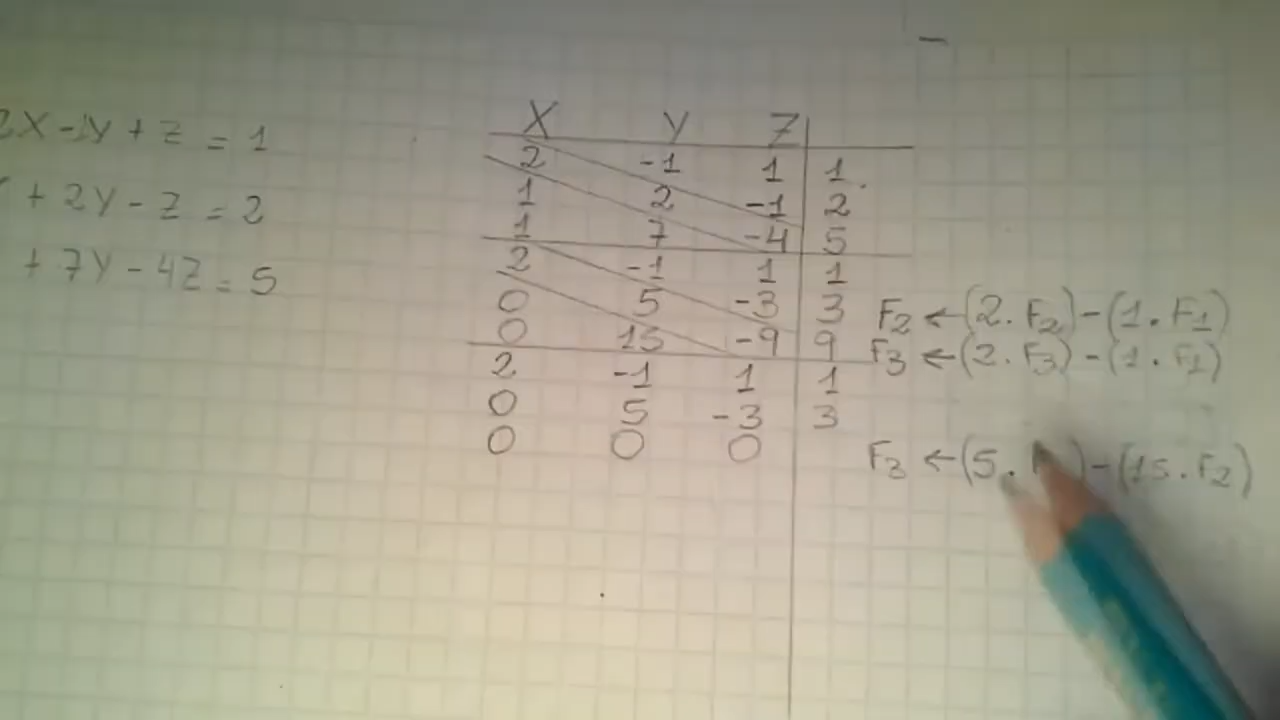 X Y Z
2X - 1Y + Z = 1
2 -1 1 1
1 2 -1 2
+ 2Y - Z = 2
1 7 -4 5
+ 7Y - 4Z = 5
2 -1 1 1
0 5 -3 3 F2 ← (2. F2) - (1. F1)
0 15 -9 9 F3 ← (2. F3) - (1. F1)
2 -1 1 1
0 5 -3 3
0 0 0 F3 ← (5. ) - (15. F2)